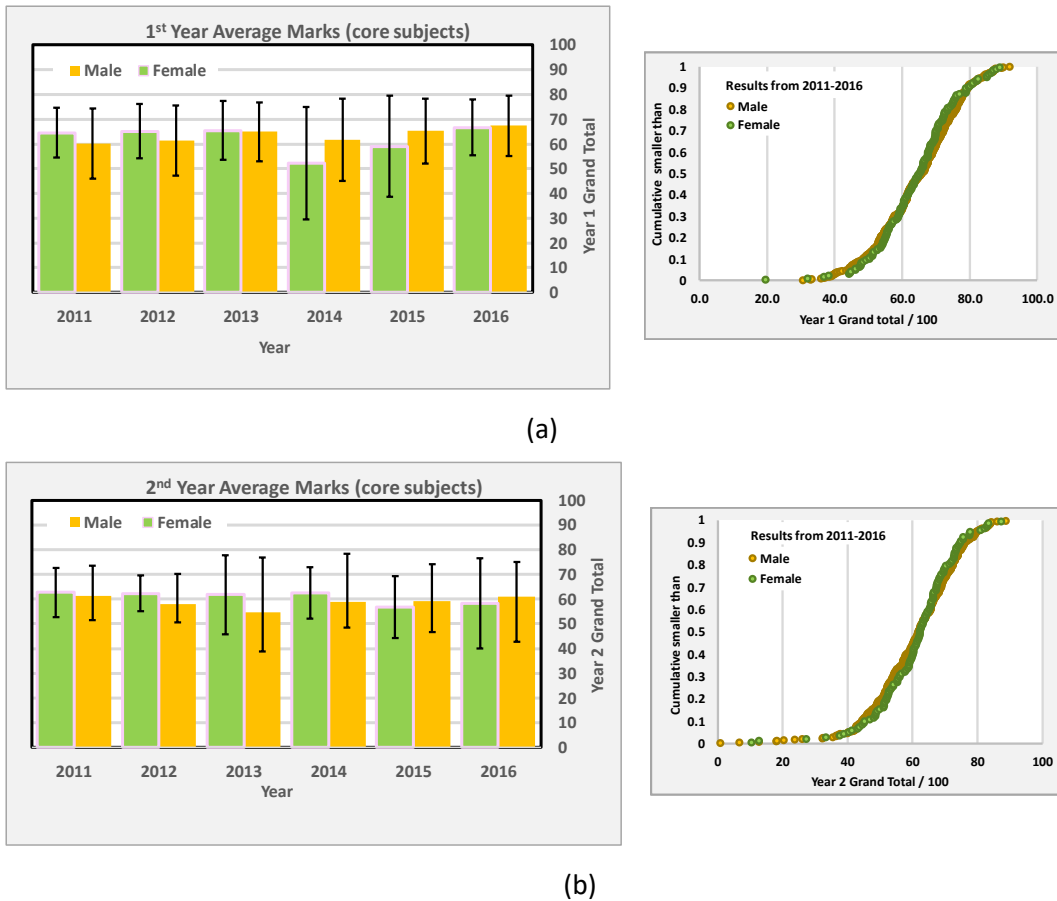 1st Year Average Marks (core subjects)
Male Female
100
90
80
70
60
50
40
30
20
10
0
Year 1 Grand Total
2011 2012 2013 2014 2015 2016
Year
1
0.9
0.8
0.7
0.6
0.5
0.4
0.3
0.2
0.1
0
Cumulative smaller than
Results from 2011-2016
Male
Female
0.0 20.0 40.0 60.0 80.0 100.0
Year 1 Grand total / 100
(a)
2nd Year Average Marks (core subjects)
Male Female
100
90
80
70
60
50
40
30
20
10
0
Year 2 Grand Total
2011 2012 2013 2014 2015 2016
Year
1
0.9
0.8
0.7
0.6
0.5
0.4
0.3
0.2
0.1
0
Cumulative smaller than
Results from 2011-2016
Male
Female
0 20 40 60 80 100
Year 2 Grand Total / 100
(b)